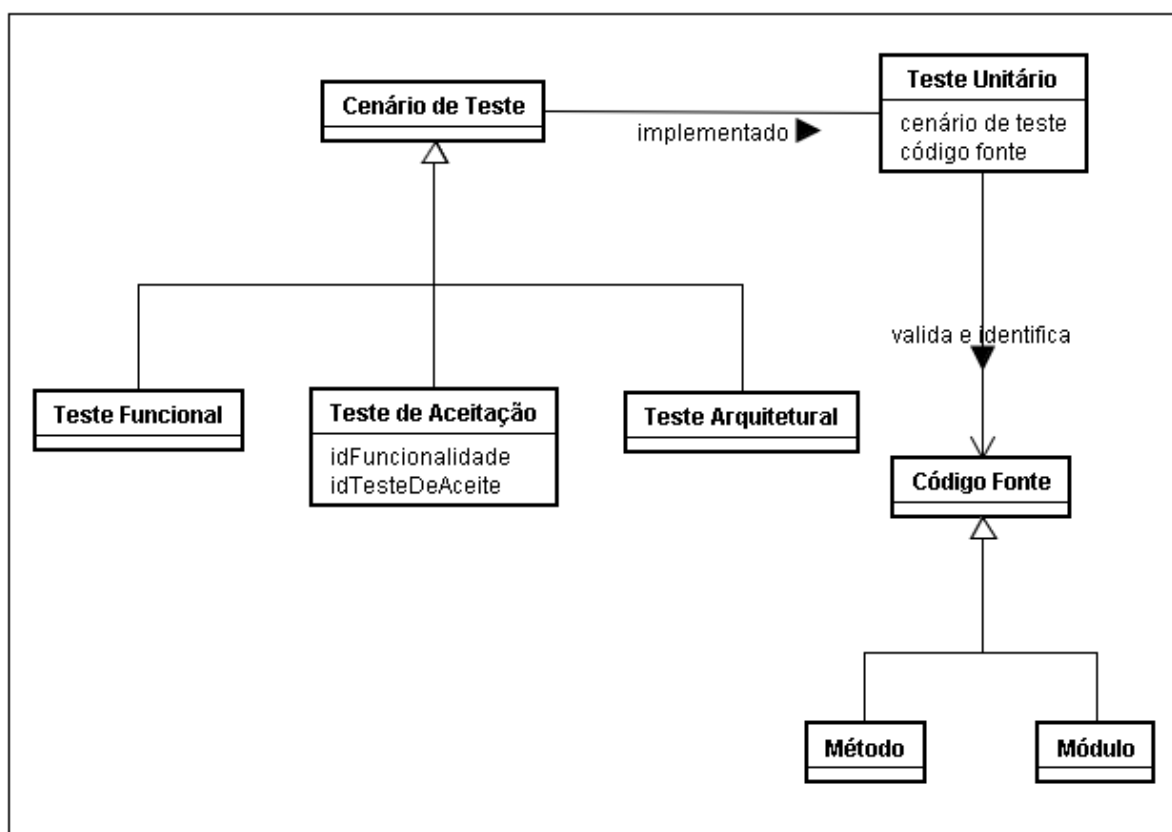 Cenário de Teste
implementado
Teste Unitário
cenário de teste
código fonte
valida e identifica
Teste Funcional
Teste de Aceitação
idFuncionalidade
idTesteDeAceite
Teste Arquitetural
Código Fonte
Método
Módulo